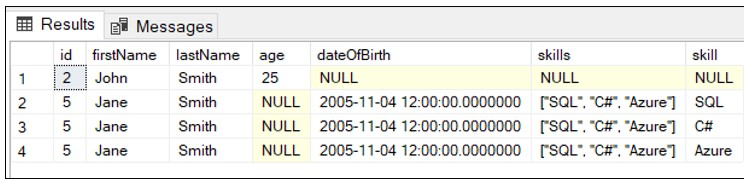 Results Messages
id firstName lastName age dateOfBirth skills skill
1 2 John Smith 25 NULL NULL NULL
2 5 Jane Smith NULL 2005-11-04 12:00:00.0000000 ["SQL", "C#", "Azure"] SQL
3 5 Jane Smith NULL 2005-11-04 12:00:00.0000000 ["SQL", "C#", "Azure"] C#
4 5 Jane Smith NULL 2005-11-04 12:00:00.0000000 ["SQL", "C#", "Azure"] Azure